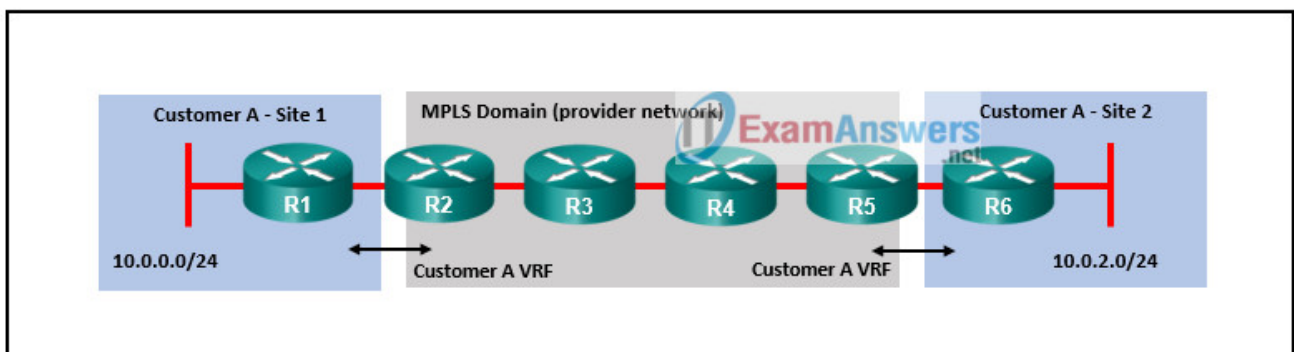 Customer A - Site 1
MPLS Domain (provider network)
Customer A - Site 2
IT ExamAnswers
.net
R1
R2
R3
R4
R5
R6
10.0.0.0/24
Customer A VRF
Customer A VRF
10.0.2.0/24